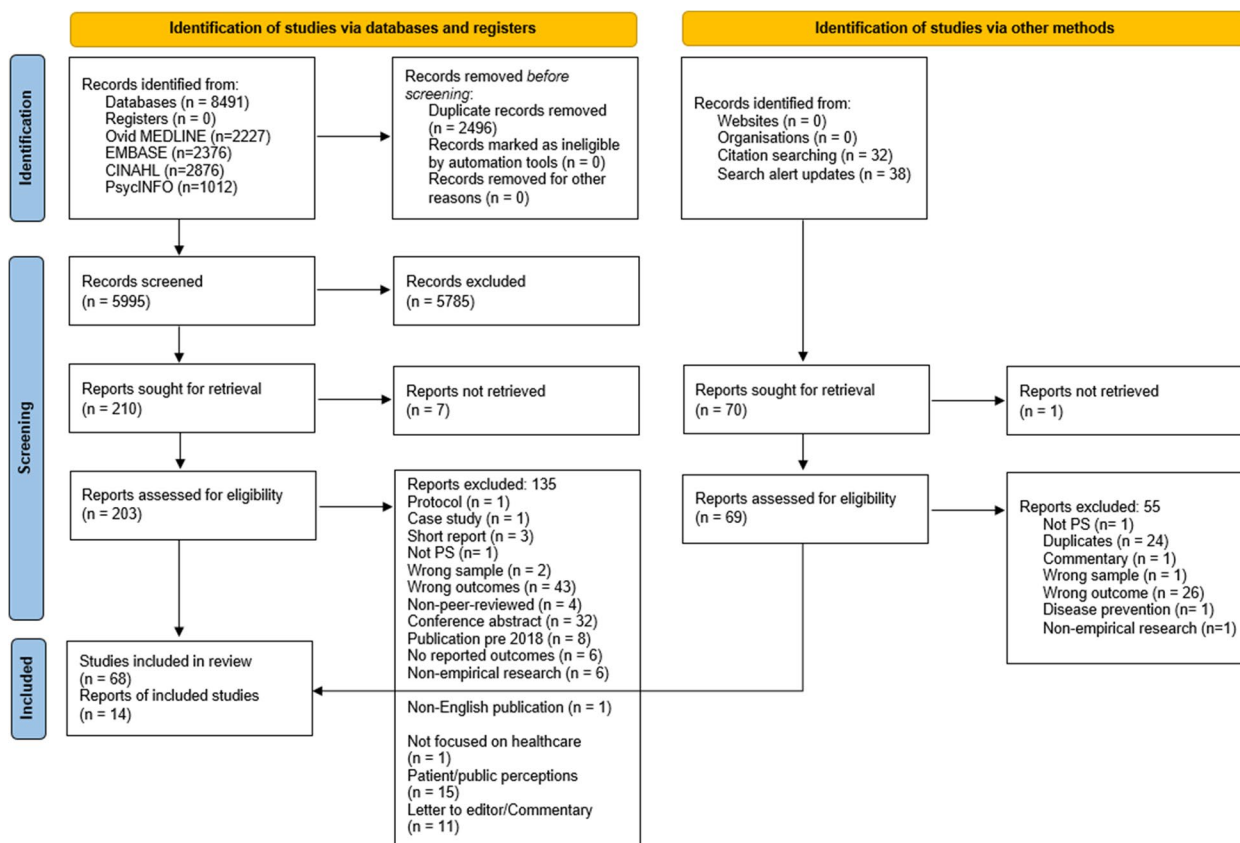 Identification of studies via databases and registers
Identification of studies via other methods
Identification
Records identified from:
Databases (n = 8491)
Registers (n = 0)
Ovid MEDLINE (n=2227)
EMBASE (n=2376)
CINAHL (n=2876)
PsycINFO (n=1012)
Records removed before
screening:
Duplicate records removed
(n = 2496)
Records marked as ineligible
by automation tools (n = 0)
Records removed for other
reasons (n = 0)
Records identified from:
Websites (n = 0)
Organisations (n = 0)
Citation searching (n = 32)
Search alert updates (n = 38)
Screening
Records screened
(n = 5995)
Records excluded
(n = 5785)
Reports sought for retrieval
(n = 210)
Reports not retrieved
(n = 7)
Reports sought for retrieval
(n = 70)
Reports not retrieved
(n = 1)
Reports assessed for eligibility
(n = 203)
Reports excluded: 135
Protocol (n = 1)
Case study (n = 1)
Short report (n = 3)
Not PS (n= 1)
Wrong sample (n = 2)
Wrong outcomes (n = 43)
Non-peer-reviewed (n = 4)
Conference abstract (n = 32)
Publication pre 2018 (n = 8)
No reported outcomes (n = 6)
Non-empirical research (n = 6)
Non-English publication (n = 1)
Not focused on healthcare
(n = 1)
Patient/public perceptions
(n = 15)
Letter to editor/Commentary
(n = 11)
Reports assessed for eligibility
(n = 69)
Reports excluded: 55
Not PS (n= 1)
Duplicates (n = 24)
Commentary (n = 1)
Wrong sample (n = 1)
Wrong outcome (n = 26)
Disease prevention (n= 1)
Non-empirical research (n=1)
Included
Studies included in review
(n = 68)
Reports of included studies
(n = 14)